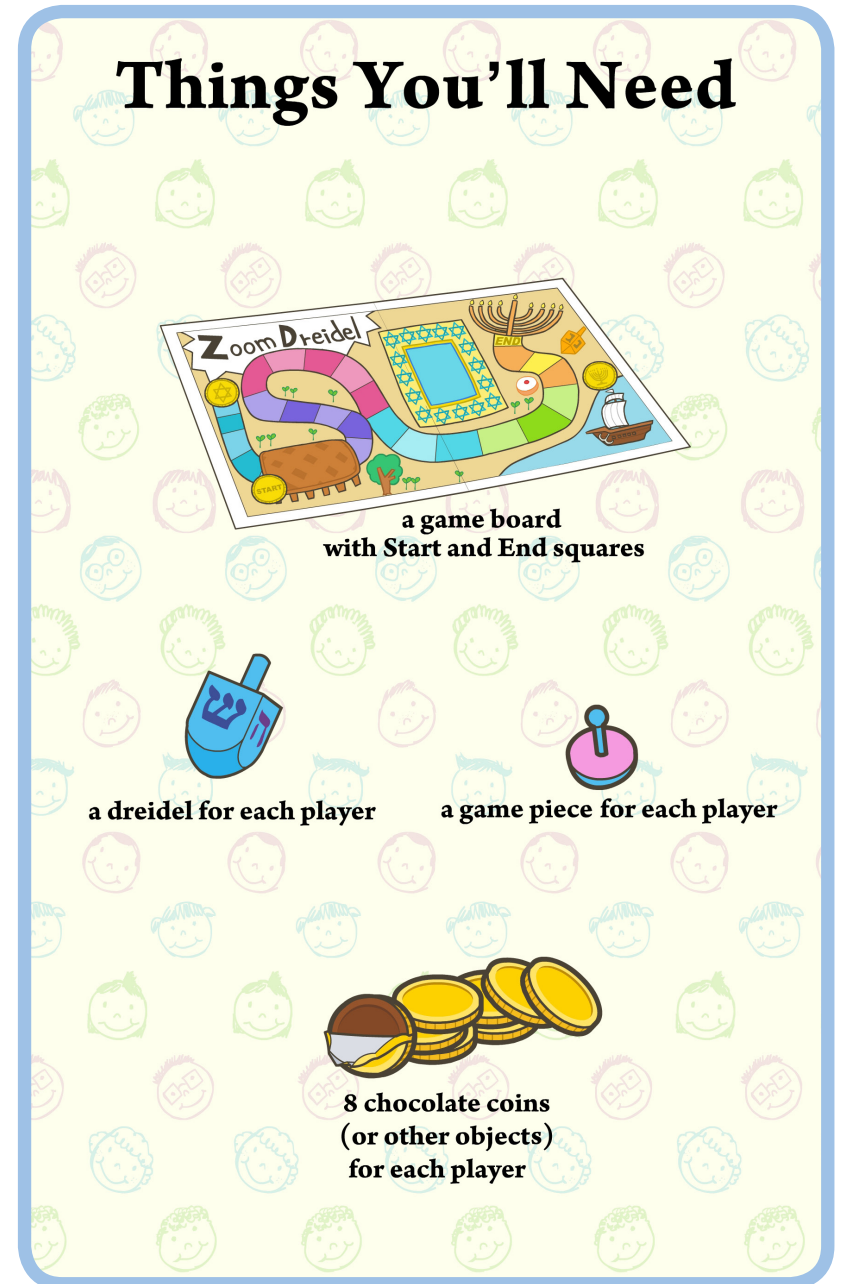 Things You’ll Need
Zoom Dreidel
END
START
a game board
with Start and End squares
ש
ה
a dreidel for each player
a game piece for each player
8 chocolate coins
(or other objects)
for each player